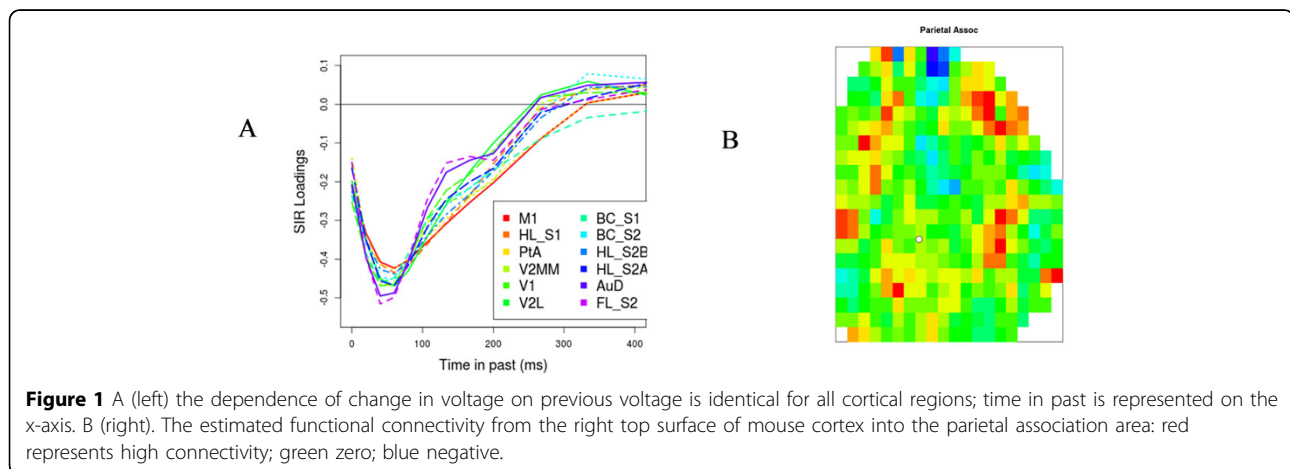 Parietal Assoc
A
B
SIR Loadings
0.1
0.0
-0.1
-0.2
-0.3
-0.4
-0.5
M1
HL_S1
PtA
V2MM
V1
V2L
BC_S1
BC_S2
HL_S2B
HL_S2A
AuD
FL_S2
0 100 200 300 400
Time in past (ms)
Figure 1 A (left) the dependence of change in voltage on previous voltage is identical for all cortical regions; time in past is represented on the
x-axis. B (right). The estimated functional connectivity from the right top surface of mouse cortex into the parietal association area: red
represents high connectivity; green zero; blue negative.